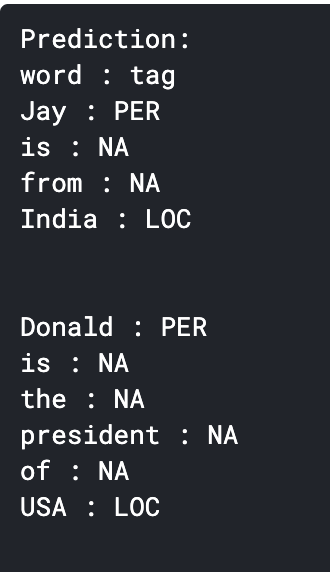 Prediction:
word : tag
Jay : PER
is : NA
from : NA
India : LOC
Donald : PER
is : NA
the : NA
president : NA
of : NA
USA : LOC